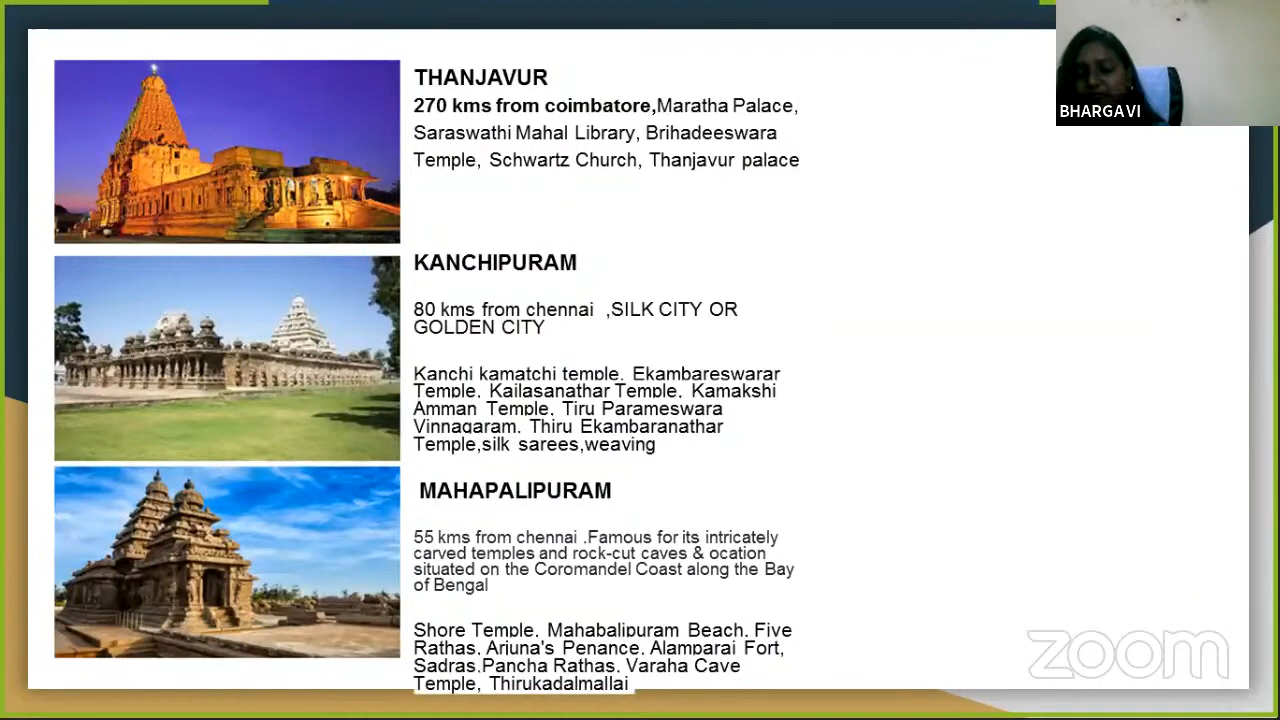 THANJAVUR
270 kms from coimbatore,Maratha Palace,
Saraswathi Mahal Library, Brihadeeswara
Temple, Schwartz Church, Thanjavur palace
BHARGAVI
KANCHIPURAM
80 kms from chennai ,SILK CITY OR
GOLDEN CITY
Kanchi kamatchi temple, Ekambareswarar
Temple, Kailasanathar Temple, Kamakshi
Amman Temple, Tiru Parameswara
Vinnagaram, Thiru Ekambaranathar
Temple,silk sarees,weaving
MAHAPALIPURAM
55 kms from chennai .Famous for its intricately
carved temples and rock-cut caves & ocation
situated on the Coromandel Coast along the Bay
of Bengal
Shore Temple, Mahabalipuram Beach, Five
Rathas, Arjuna's Penance, Alamparai Fort,
Sadras,Pancha Rathas, Varaha Cave
Temple, Thirukadalmallai
zoom